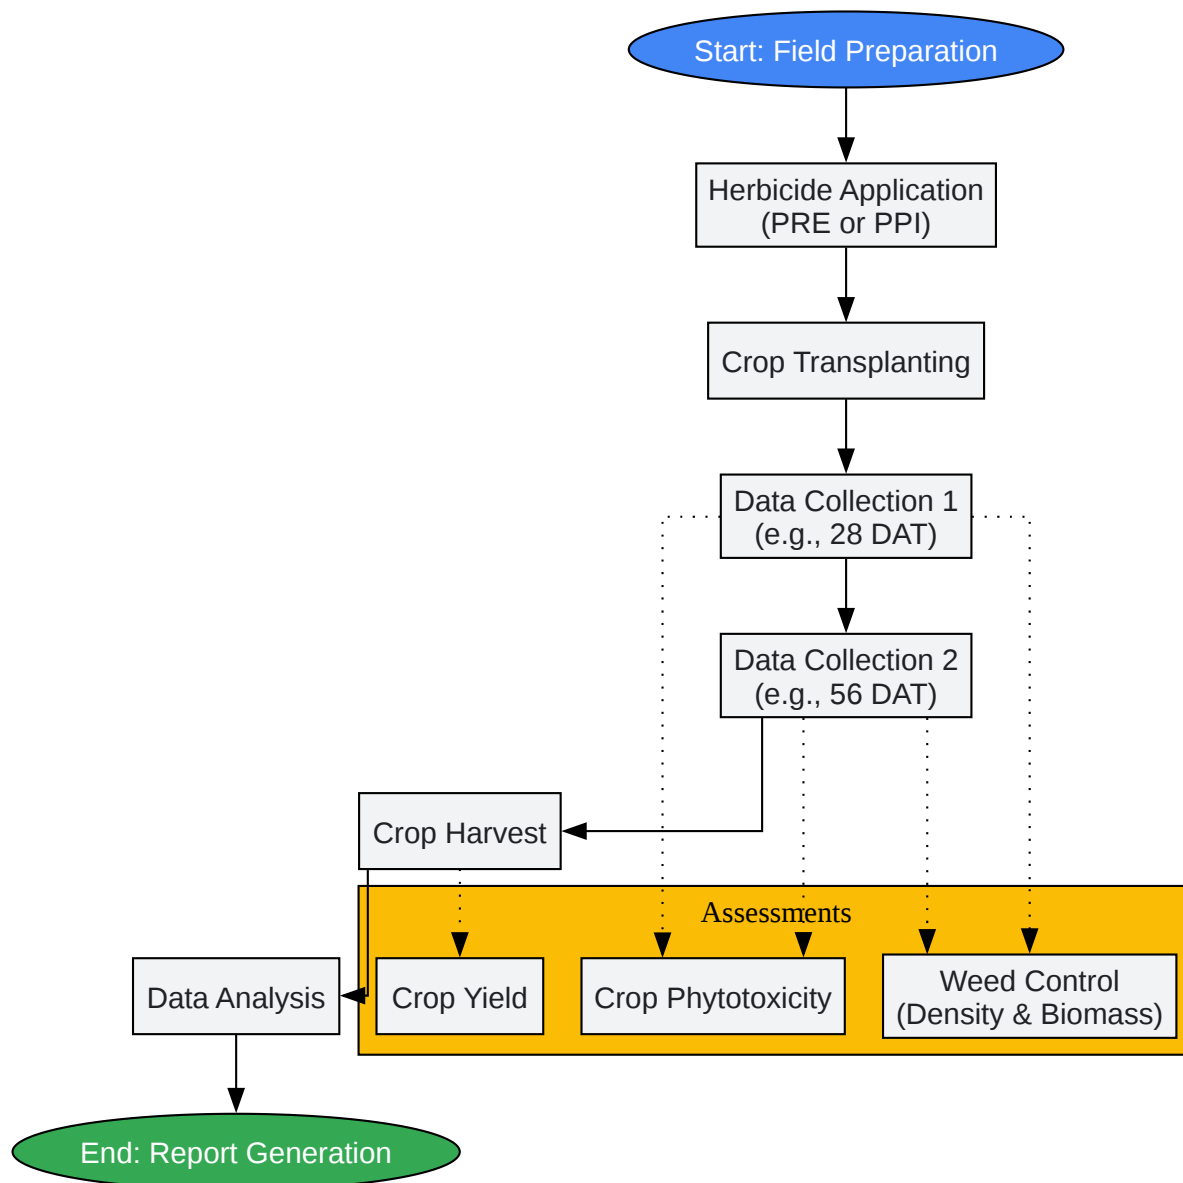 Start: Field Preparation
Herbicide Application
(PRE or PPI)
Crop Transplanting
Data Collection 1
(e.g., 28 DAT)
Data Collection 2
(e.g., 56 DAT)
Crop Harvest
Assessments
Data Analysis
Crop Yield
Crop Phytotoxicity
Weed Control
(Density & Biomass)
End: Report Generation